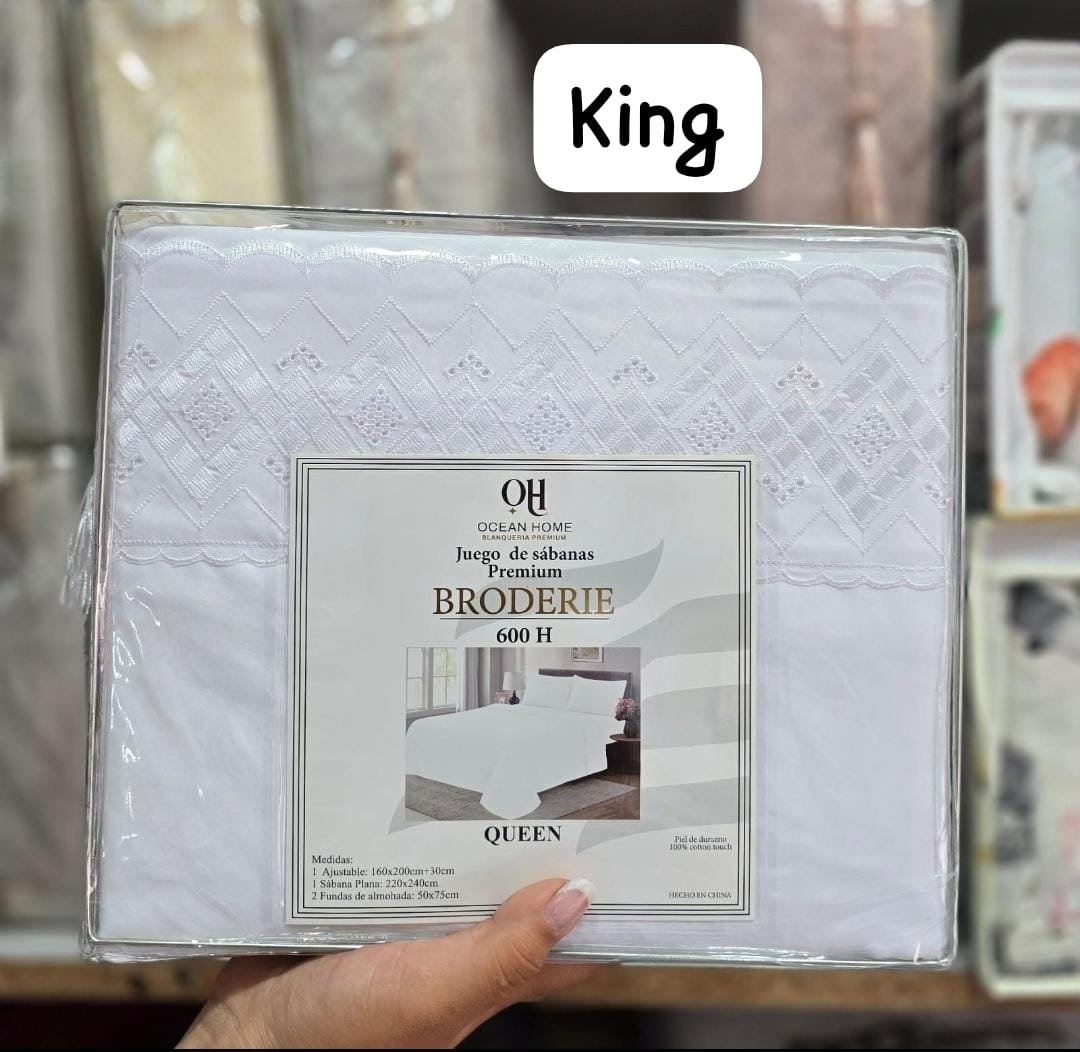 King
OH
OCEAN HOME
BLANQUERIA PREMIUM
Juego de sábanas
Premium
BRODERIE
600 H
QUEEN
Piel de durazno
100% cotton touch
Medidas:
1 Ajustable: 160x200cm+30cm
1 Sábana Plana: 220x240cm
2 Fundas de almohada: 50x75cm
HECHO EN CHINA